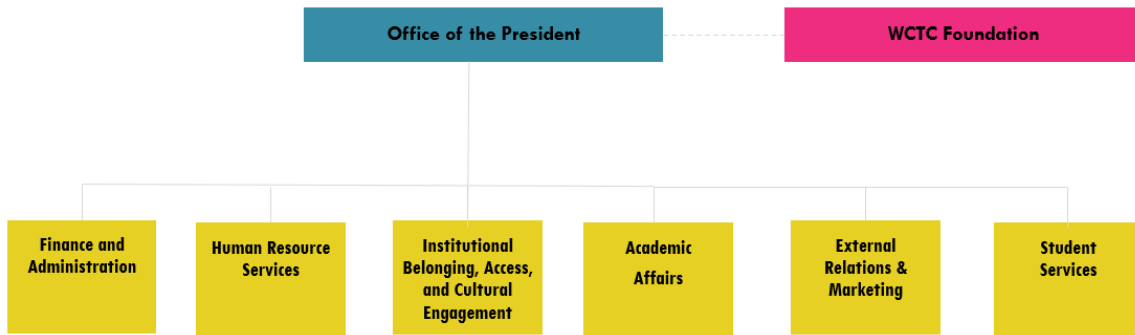 Office of the President
WCTC Foundation
Finance and
Administration
Human Resource
Services
Institutional
Belonging, Access,
and Cultural
Engagement
Academic
Affairs
External
Relations &
Marketing
Student
Services